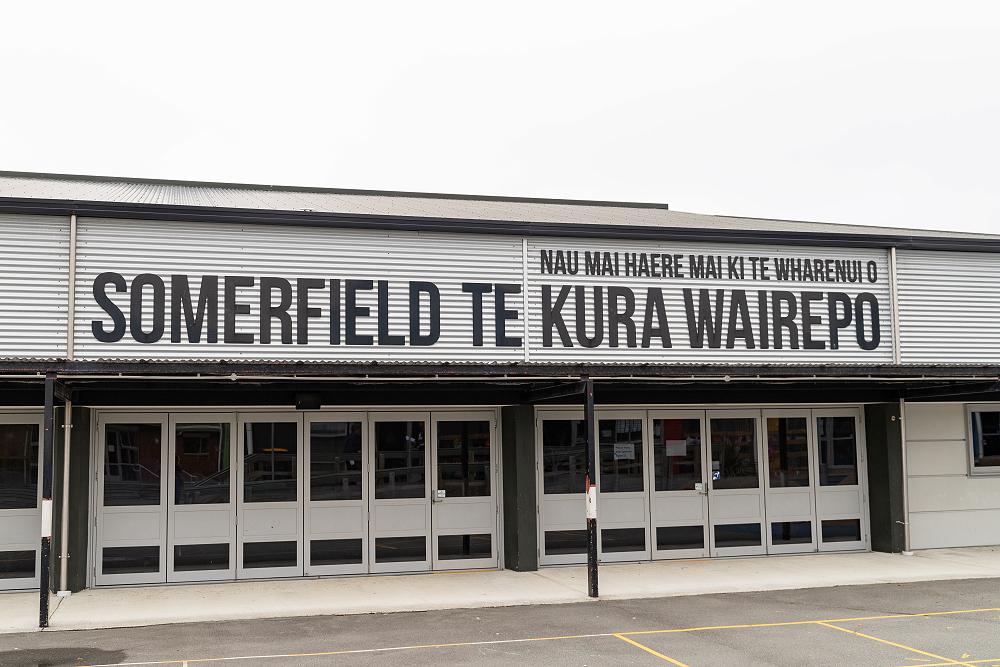 NAU MAI HAERE MAI KI TE WHARENUI O
SOMERFIELD TE KURA WAIREPO